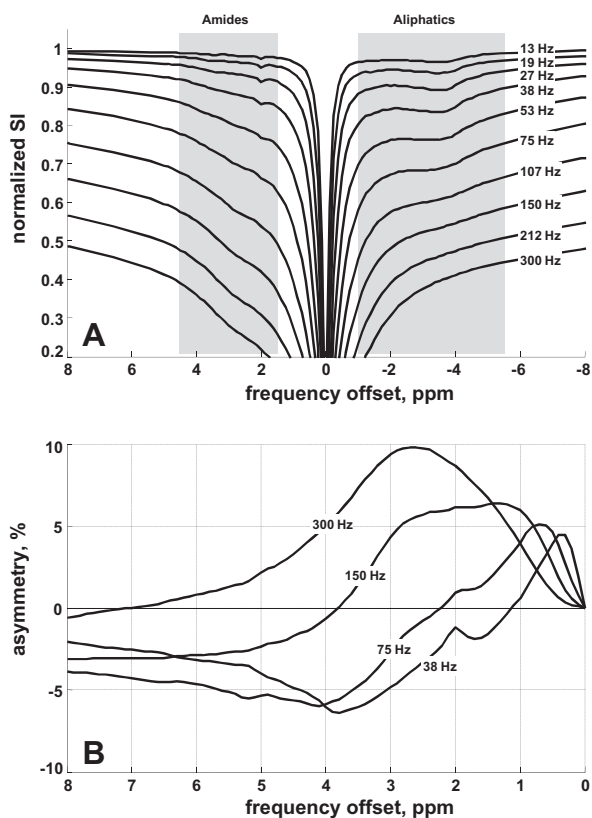 Amides Aliphatics
normalized SI
1
0.9
0.8
0.7
0.6
0.5
0.4
0.3
0.2
13 Hz
19 Hz
27 Hz
38 Hz
53 Hz
75 Hz
107 Hz
150 Hz
212 Hz
300 Hz
A
8 6 4 2 0 -2 -4 -6 -8
frequency offset, ppm
asymmetry, %
10
5
0
-5
-10
300 Hz
150 Hz
75 Hz
38 Hz
B
8 7 6 5 4 3 2 1 0
frequency offset, ppm